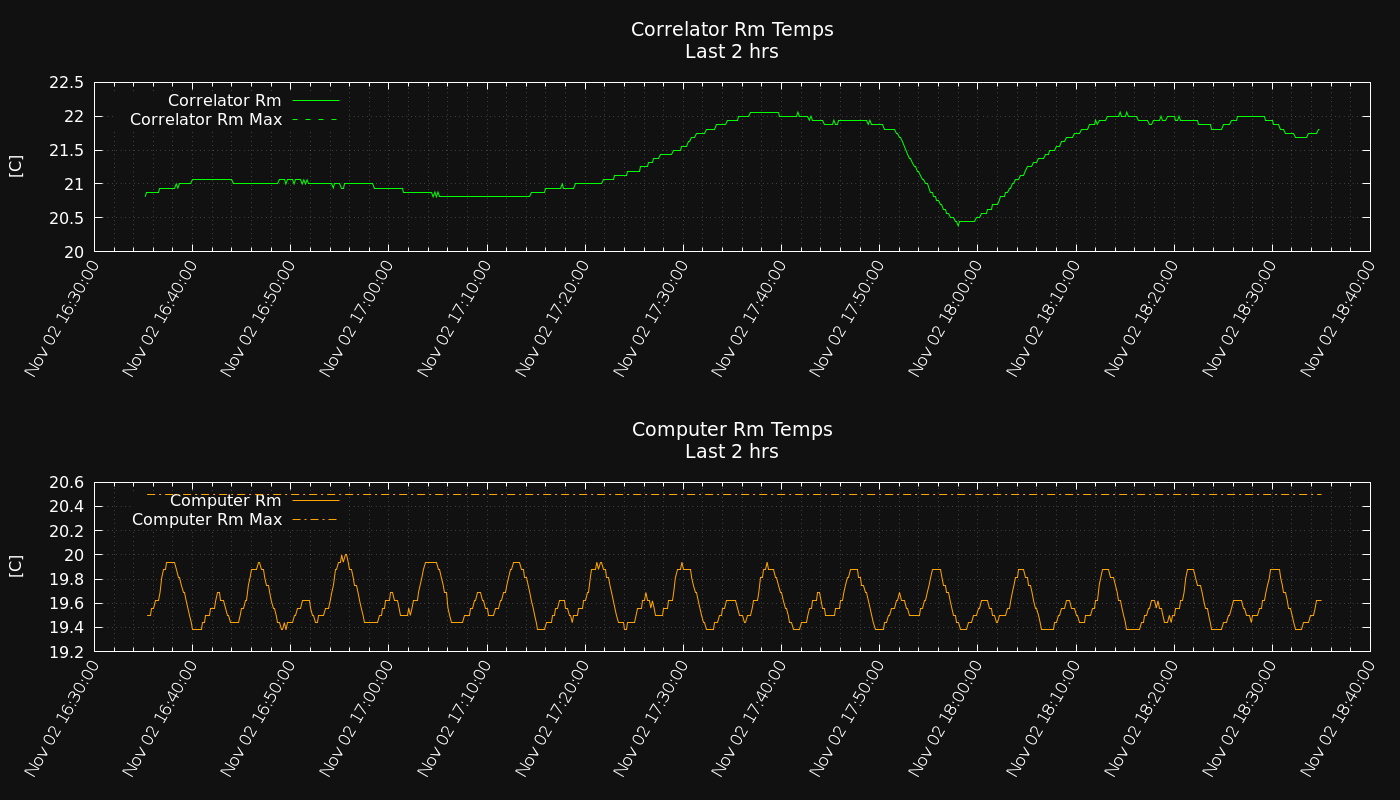 Correlator Rm Temps
Last 2 hrs
22.5
22
21.5
21
20.5
20
[C]
Correlator Rm
Correlator Rm Max
Nov 02 16:30:00
Nov 02 16:40:00
Nov 02 16:50:00
Nov 02 17:00:00
Nov 02 17:10:00
Nov 02 17:20:00
Nov 02 17:30:00
Nov 02 17:40:00
Nov 02 17:50:00
Nov 02 18:00:00
Nov 02 18:10:00
Nov 02 18:20:00
Nov 02 18:30:00
Nov 02 18:40:00
Computer Rm Temps
Last 2 hrs
20.6
20.4
20.2
20
19.8
19.6
19.4
19.2
[C]
Computer Rm
Computer Rm Max
Nov 02 16:30:00
Nov 02 16:40:00
Nov 02 16:50:00
Nov 02 17:00:00
Nov 02 17:10:00
Nov 02 17:20:00
Nov 02 17:30:00
Nov 02 17:40:00
Nov 02 17:50:00
Nov 02 18:00:00
Nov 02 18:10:00
Nov 02 18:20:00
Nov 02 18:30:00
Nov 02 18:40:00